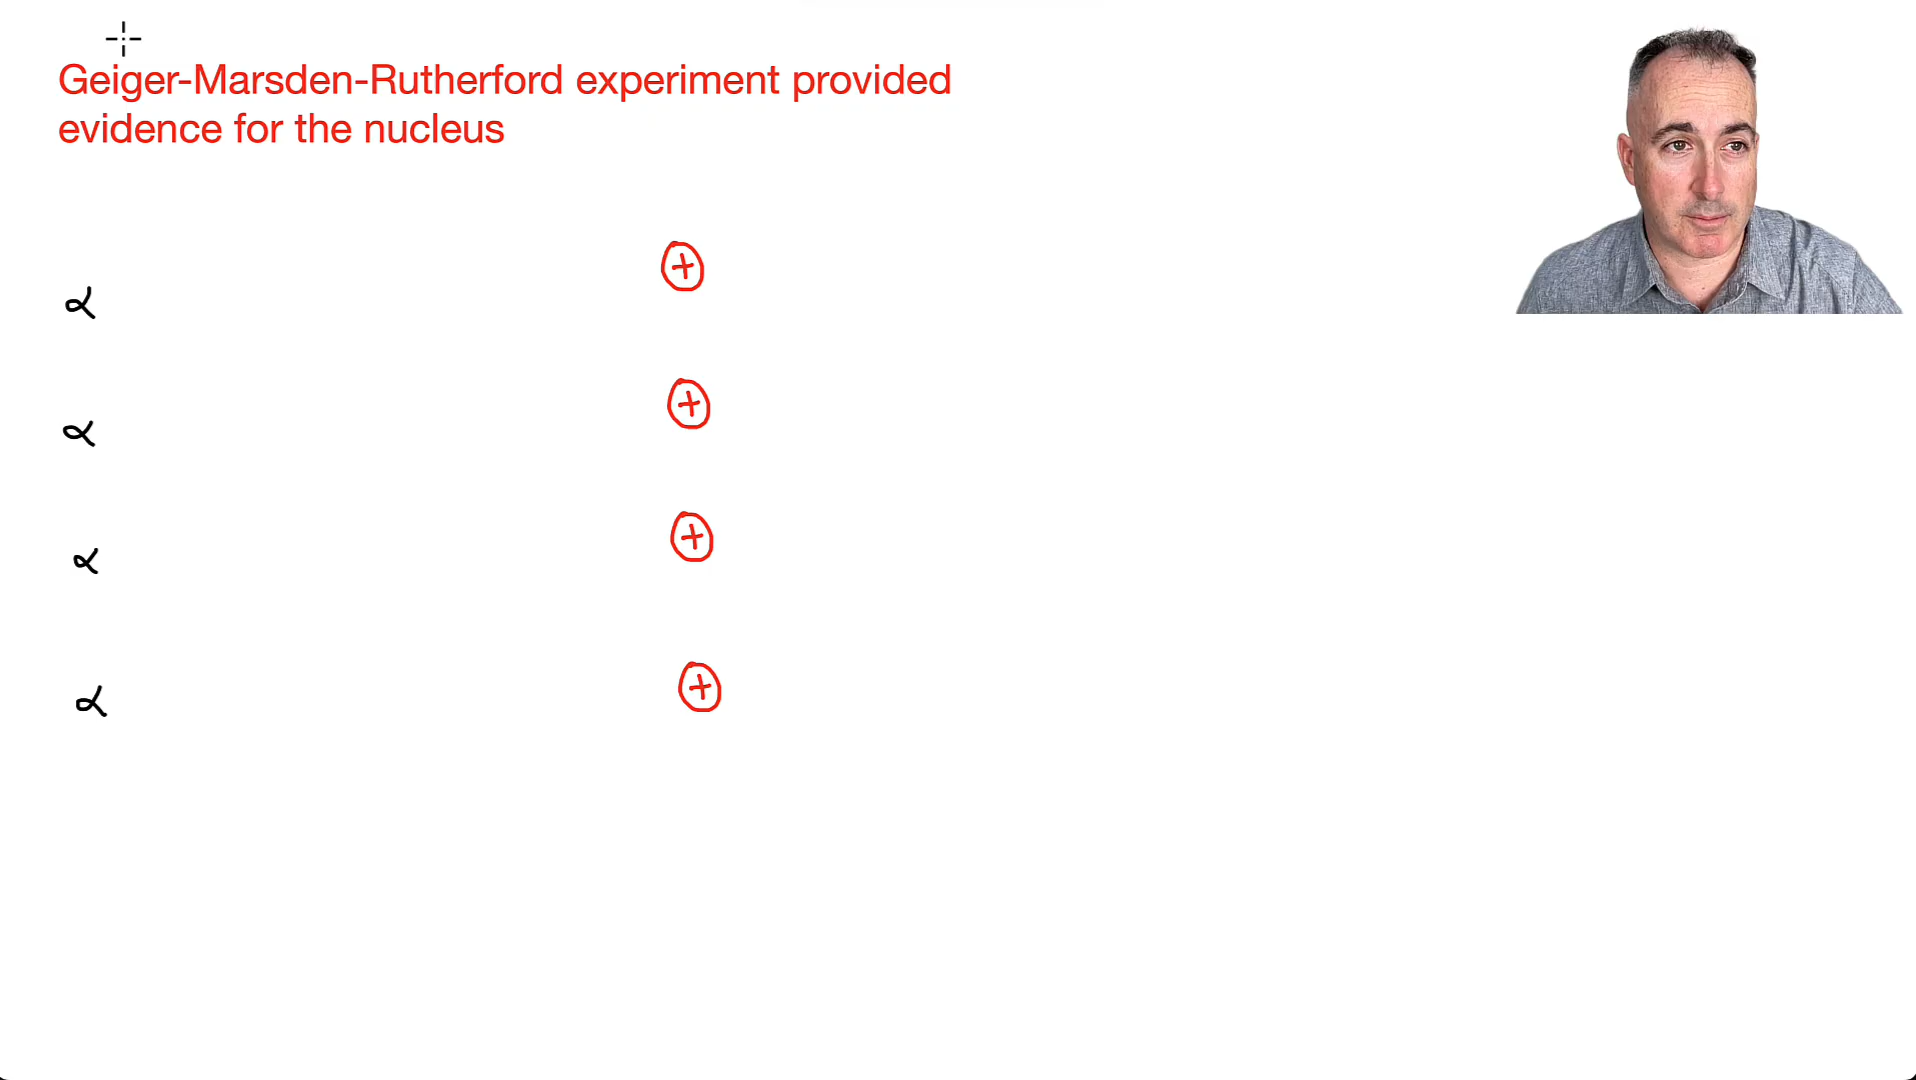 Geiger-Marsden-Rutherford experiment provided
evidence for the nucleus
+
α
+
α
+
α
+
α